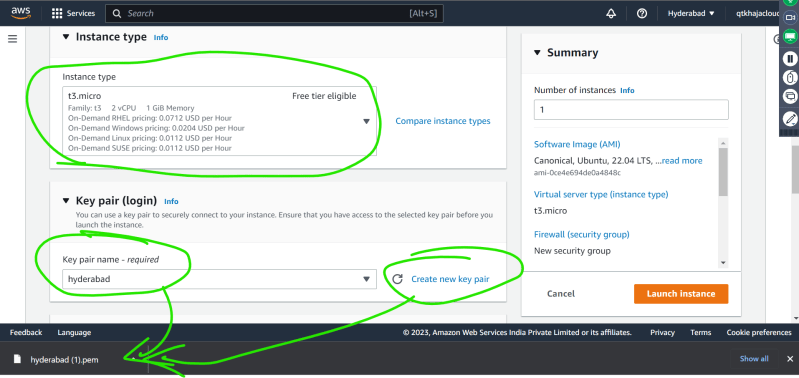 aws
Services
Search
[Alt+S]
Hyderabad ▼
qtkhajacloud
▼ Instance type Info
Instance type
t3.micro
Free tier eligible
Family: t3 2 vCPU 1 GiB Memory
On-Demand RHEL pricing: 0.0712 USD per Hour
On-Demand Windows pricing: 0.0204 USD per Hour
On-Demand Linux pricing: 0.0112 USD per Hour
On-Demand SUSE pricing: 0.0112 USD per Hour
Compare instance types
▼ Key pair (login) Info
You can use a key pair to securely connect to your instance. Ensure that you have access to the selected key pair before you
launch the instance.
Key pair name - required
hyderabad
Create new key pair
▼ Summary
Number of instances Info
1
Software Image (AMI)
Canonical, Ubuntu, 22.04 LTS, ...read more
ami-0ce4e694de0a4848c
Virtual server type (instance type)
t3.micro
Firewall (security group)
New security group
Cancel
Launch instance
Feedback
Language
© 2023, Amazon Web Services India Private Limited or its affiliates.
Privacy
Terms
Cookie preferences
hyderabad (1).pem
Show all